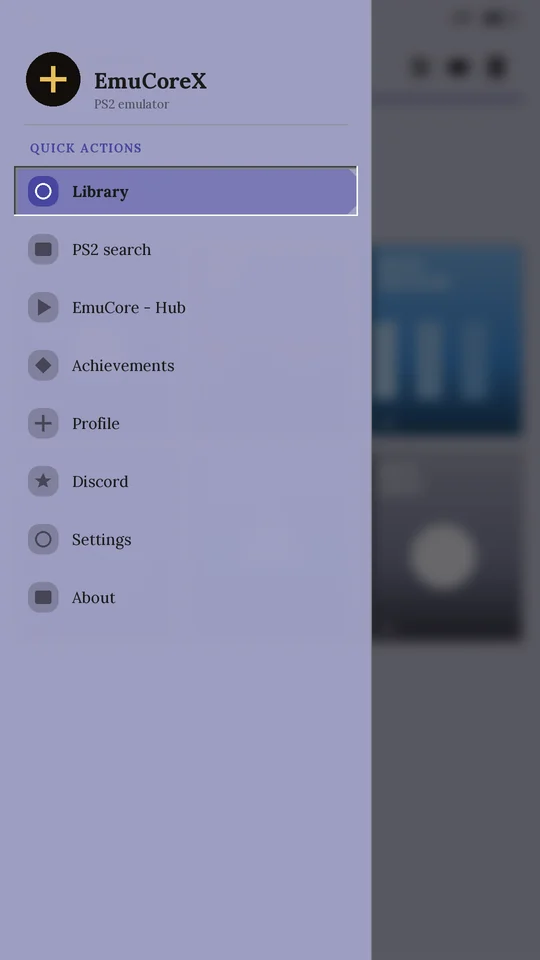 EmuCoreX
PS2 emulator
QUICK ACTIONS
Library
PS2 search
EmuCore - Hub
Achievements
Profile
Discord
Settings
About